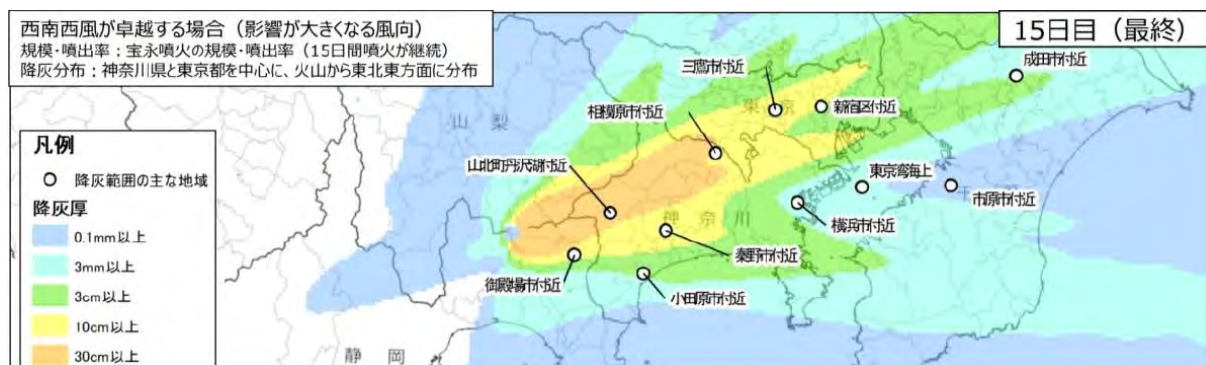 西南西風が卓越する場合（影響が大きくなる風向）
規模・噴出率：宝永噴火の規模・噴出率（15日間噴火が継続）
降灰分布：神奈川県と東京都を中心に、火山から東北東方面に分布
15日目（最終）
成田市付近
三鷹市付近
東京
新宿区付近
相模原市付近
山梨
山北町丹沢湖付近
東京湾海上
市原市付近
千葉
神奈川
横浜市付近
秦野市付近
御殿場市付近
小田原市付近
静岡
凡例
降灰範囲の主な地域
降灰厚
0.1mm以上
3mm以上
3cm以上
10cm以上
30cm以上